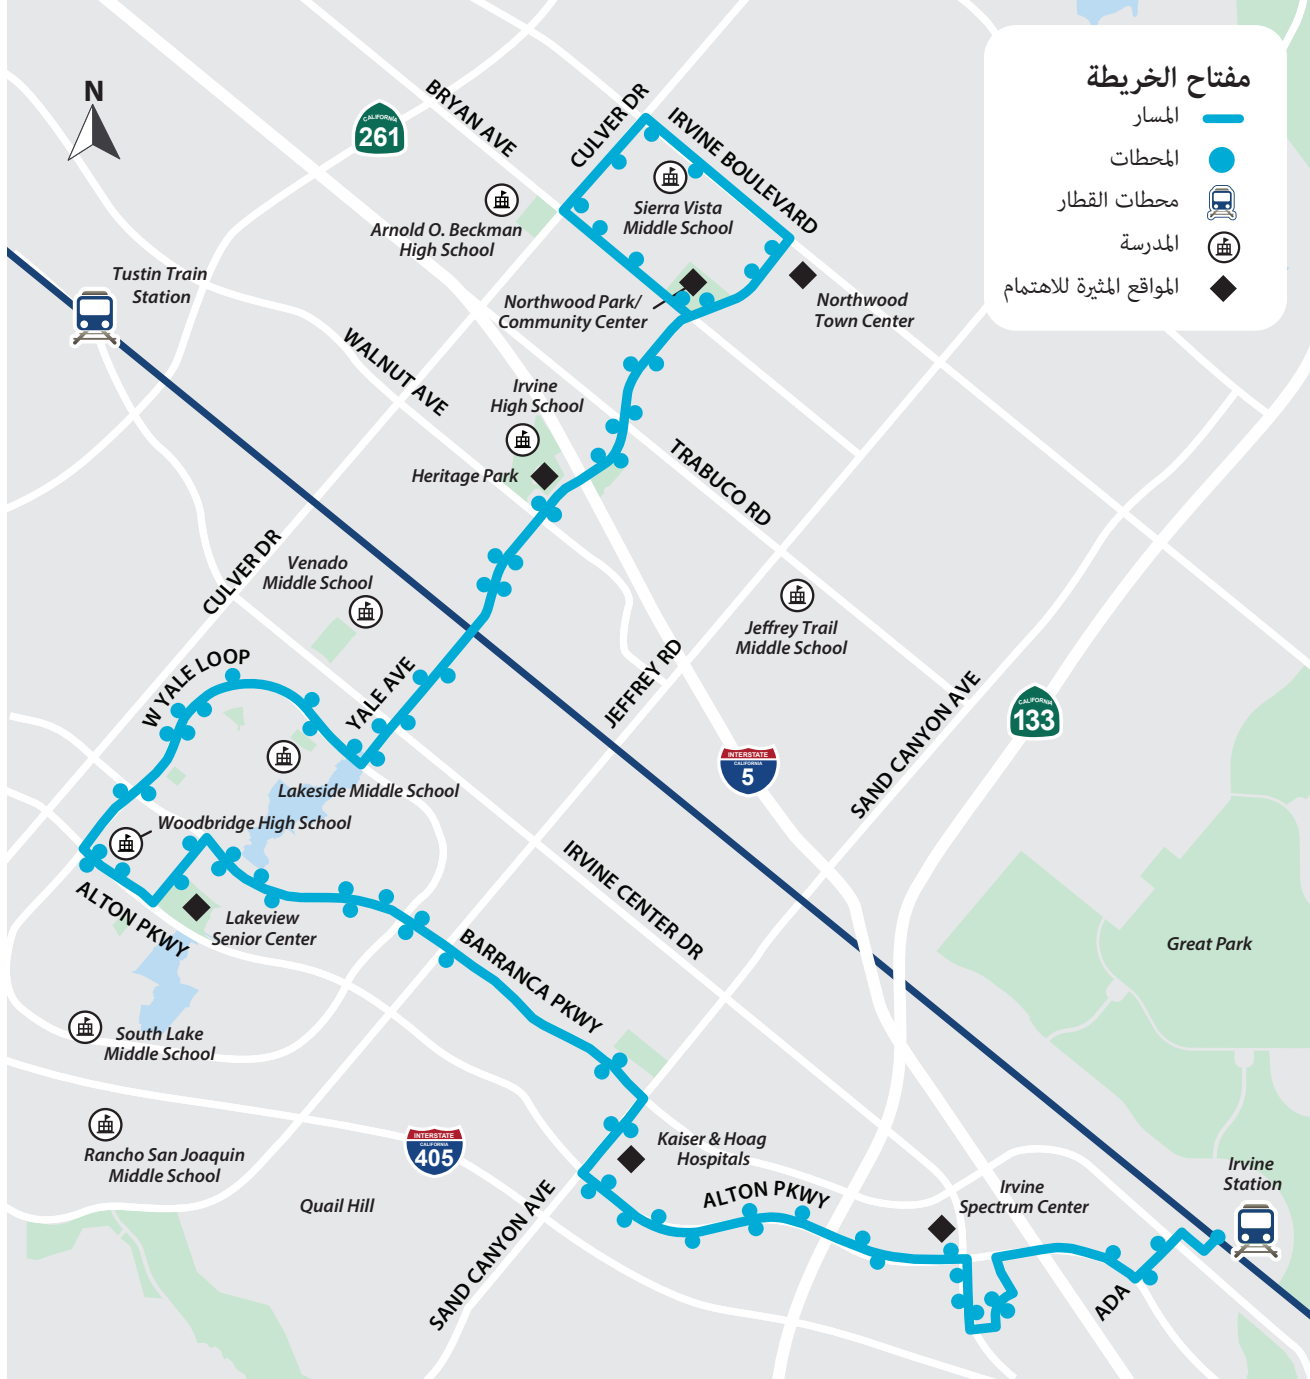 N
مفتاح الخريطة
المسار
المحطات
محطات القطار
المدرسة
المواقع المثيرة للاهتمام
BRYAN AVE
CULVER DR
IRVINE BOULEVARD
CALIFORNIA
261
Sierra Vista
Middle School
Arnold O. Beckman
High School
Tustin Train
Station
Northwood Park/
Community Center
Northwood
Town Center
WALNUT AVE
Irvine
High School
Heritage Park
TRABUCO RD
CULVER DR
Venado
Middle School
Jeffrey Trail
Middle School
W YALE LOOP
YALE AVE
JEFFREY RD
SAND CANYON AVE
CALIFORNIA
133
INTERSTATE
CALIFORNIA
5
Lakeside Middle School
Woodbridge High School
ALTON PKWY
Lakeview
Senior Center
IRVINE CENTER DR
BARRANCA PKWY
Great Park
South Lake
Middle School
Rancho San Joaquin
Middle School
INTERSTATE
CALIFORNIA
405
Kaiser & Hoag
Hospitals
Quail Hill
SAND CANYON AVE
ALTON PKWY
Irvine
Spectrum Center
Irvine
Station
ADA